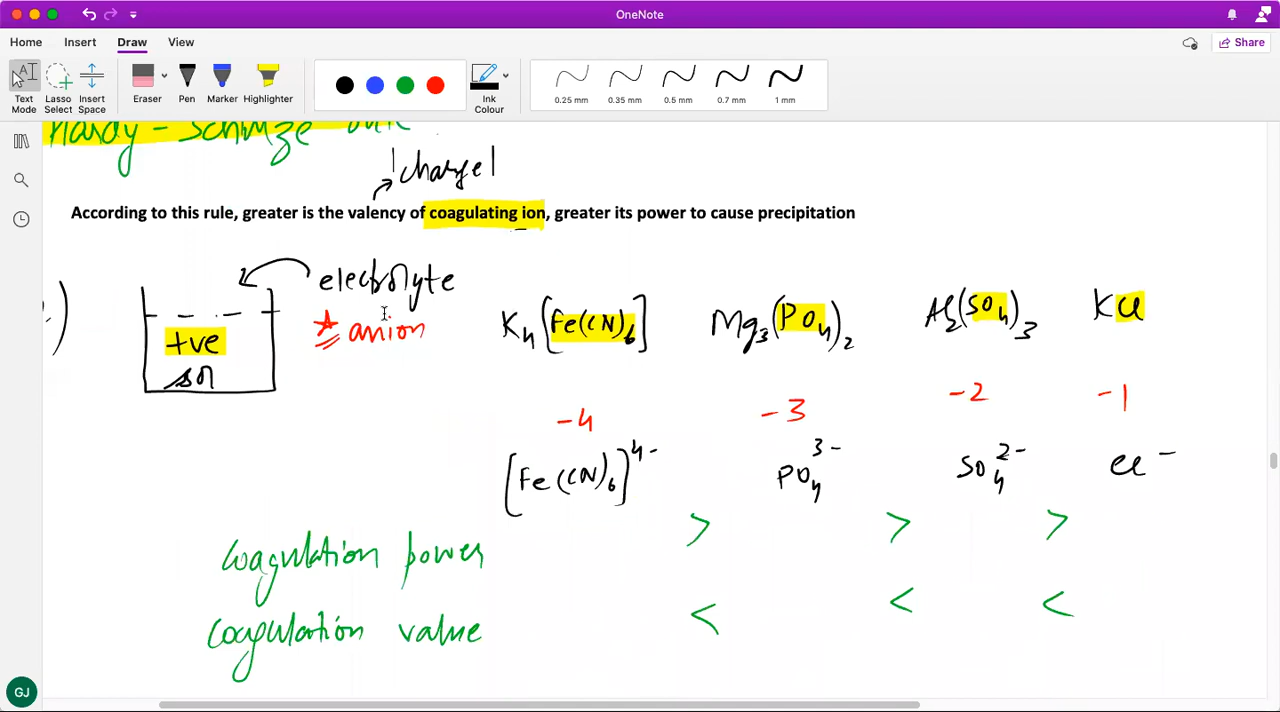 OneNote
Home Insert Draw View
Share
Text Mode
Lasso Select
Insert Space
Eraser
Pen
Marker
Highlighter
Ink Colour
0.25 mm 0.35 mm 0.5 mm 0.7 mm 1 mm
Hardy - Schulze
|charge|
According to this rule, greater is the valency of coagulating ion, greater its power to cause precipitation
electrolyte
+ve sol
★ anion
K4[Fe(CN)6] Mg3(PO4)2 Al2(SO4)3 KCl
-4 -3 -2 -1
[Fe(CN)6]4- PO43- SO42- Cl-
coagulation power > > >
coagulation value < < <
GJ